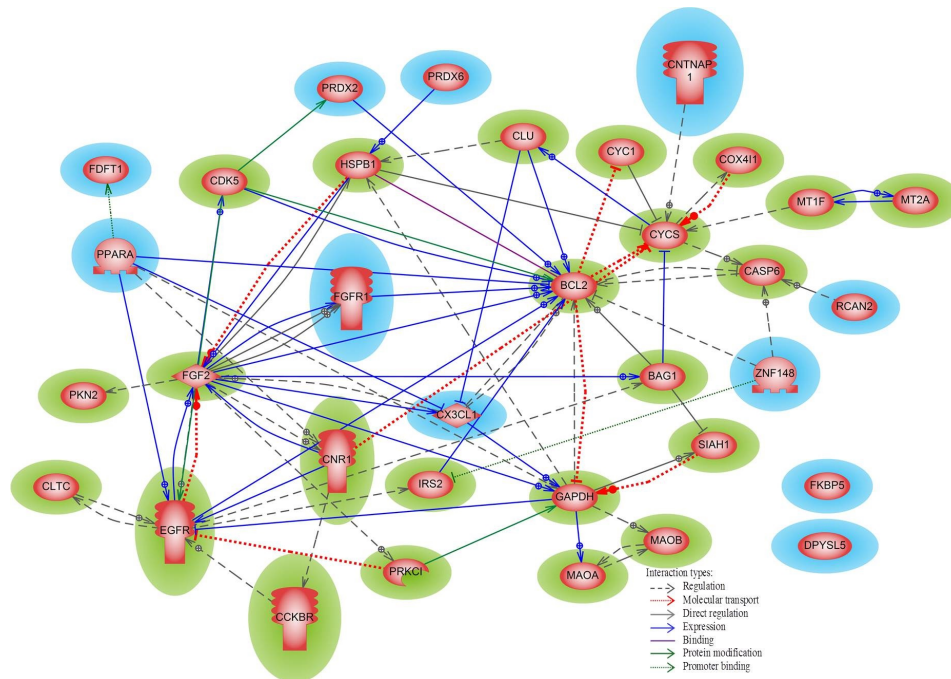 CNTNAP
1
PRDX2
PRDX6
CLU
CYC1
COX4I1
HSPB1
FDFT1
CDK5
MT1F
MT2A
CYCS
PPARA
CASP6
BCL2
FGFR1
RCAN2
FGF2
BAG1
ZNF148
PKN2
CX3CL1
SIAH1
CNR1
CLTC
IRS2
FKBP5
GAPDH
EGFR
MAOB
DPYSL5
PRKCI
MAOA
CCKBR
Interaction types:
Regulation
Molecular transport
Direct regulation
Expression
Binding
Protein modification
Promoter binding